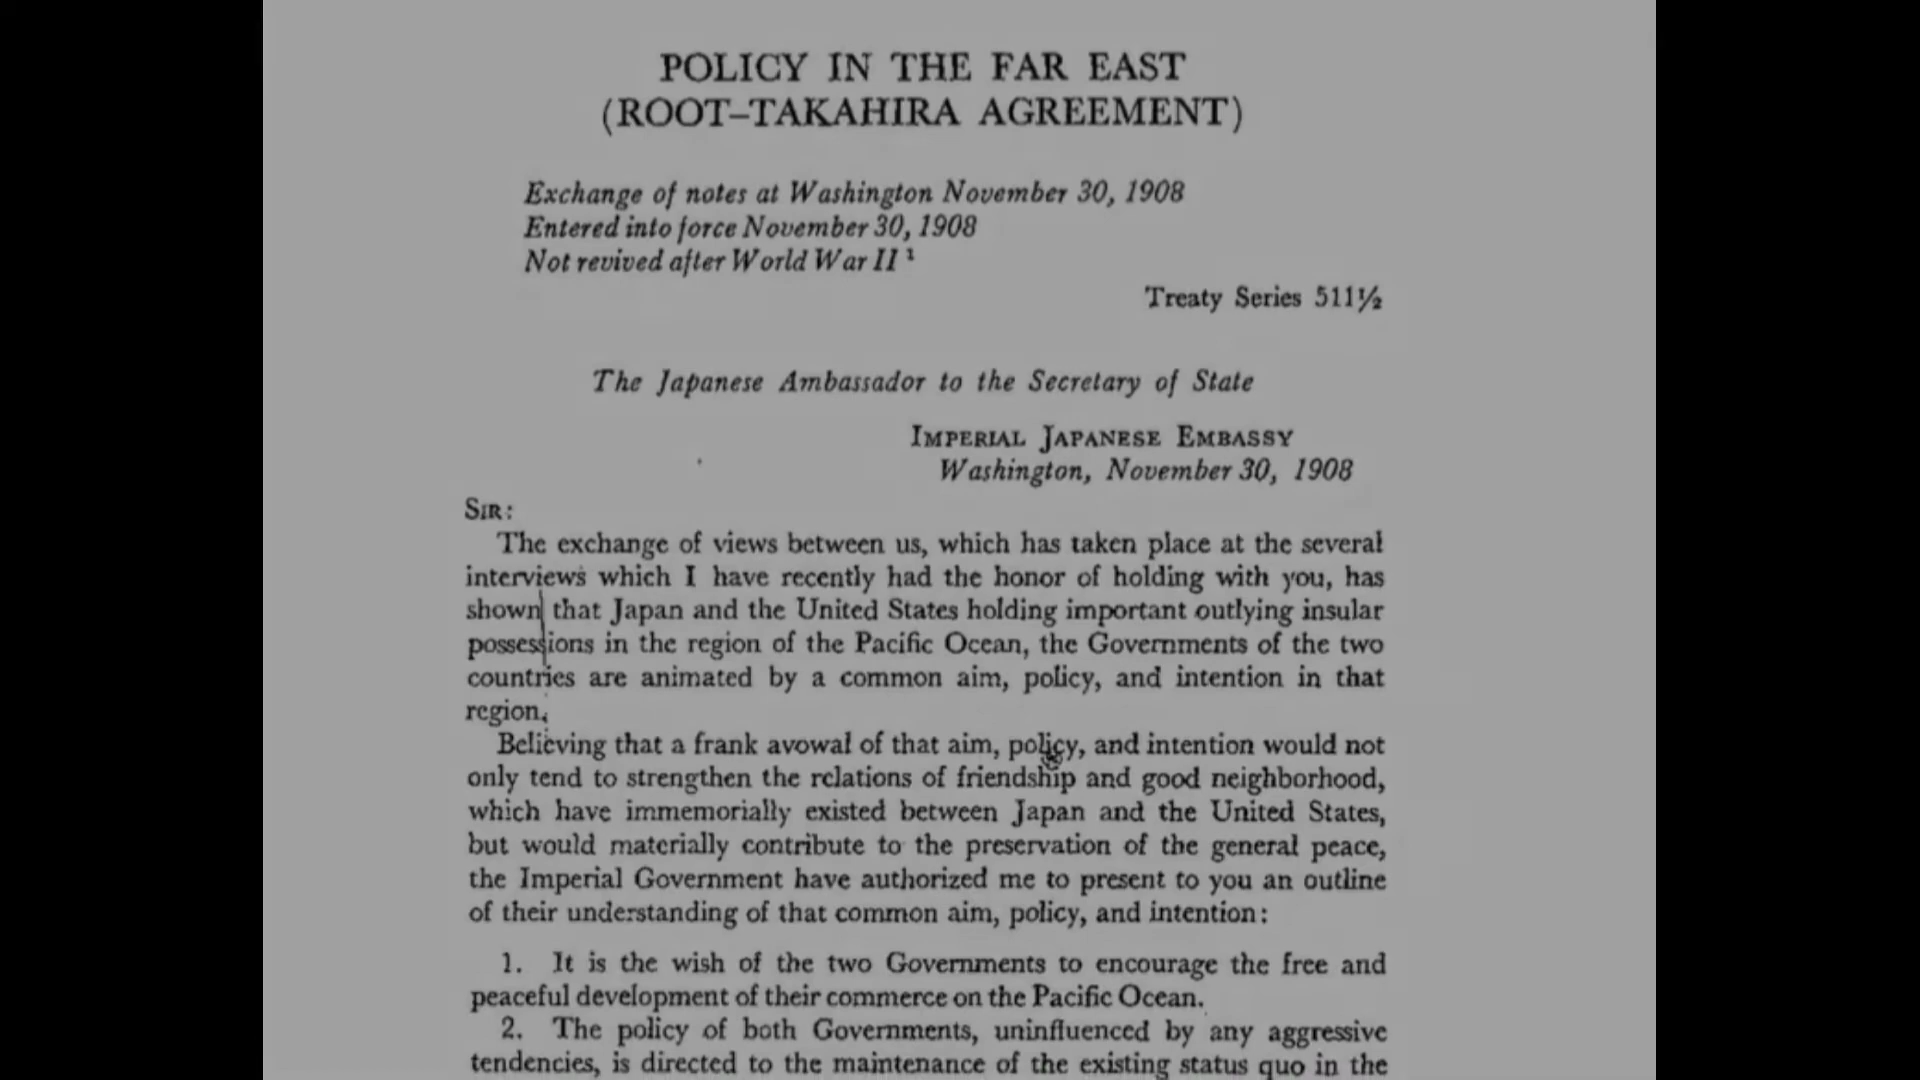 POLICY IN THE FAR EAST
(ROOT–TAKAHIRA AGREEMENT)
Exchange of notes at Washington November 30, 1908
Entered into force November 30, 1908
Not revived after World War II ¹
Treaty Series 511½
The Japanese Ambassador to the Secretary of State
IMPERIAL JAPANESE EMBASSY
Washington, November 30, 1908
SIR:
The exchange of views between us, which has taken place at the several
interviews which I have recently had the honor of holding with you, has
shown that Japan and the United States holding important outlying insular
possessions in the region of the Pacific Ocean, the Governments of the two
countries are animated by a common aim, policy, and intention in that
region.
Believing that a frank avowal of that aim, policy, and intention would not
only tend to strengthen the relations of friendship and good neighborhood,
which have immemorially existed between Japan and the United States,
but would materially contribute to the preservation of the general peace,
the Imperial Government have authorized me to present to you an outline
of their understanding of that common aim, policy, and intention:
1. It is the wish of the two Governments to encourage the free and
peaceful development of their commerce on the Pacific Ocean.
2. The policy of both Governments, uninfluenced by any aggressive
tendencies, is directed to the maintenance of the existing status quo in the